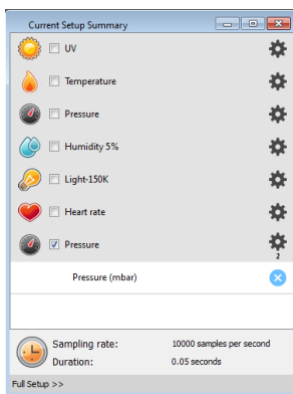 Current Setup Summary
UV
Temperature
Pressure
Humidity 5%
Light-150K
Heart rate
Pressure
2
Pressure (mbar)
Sampling rate: 10000 samples per second
Duration: 0.05 seconds
Full Setup >>